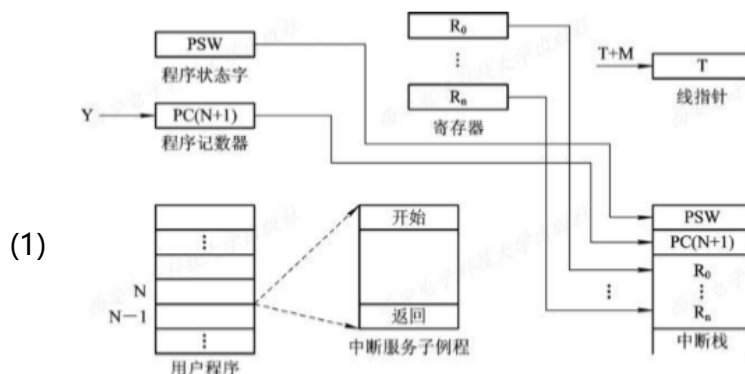 PSW
程序状态字
Y
PC(N+1)
程序记数器
R₀
⋮
Rₙ
寄存器
T+M
T
线指针
(1)
⋮
N
N−1
⋮
用户程序
开始
返回
中断服务子例程
PSW
PC(N+1)
R₀
⋮
⋮
Rₙ
中断栈